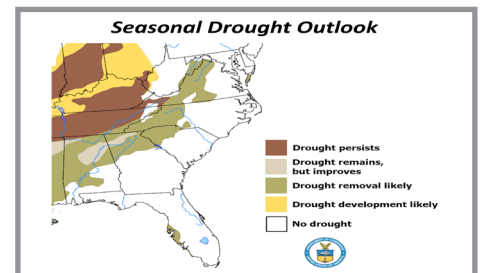 Seasonal Drought Outlook
Drought persists
Drought remains,
but improves
Drought removal likely
Drought development likely
No drought